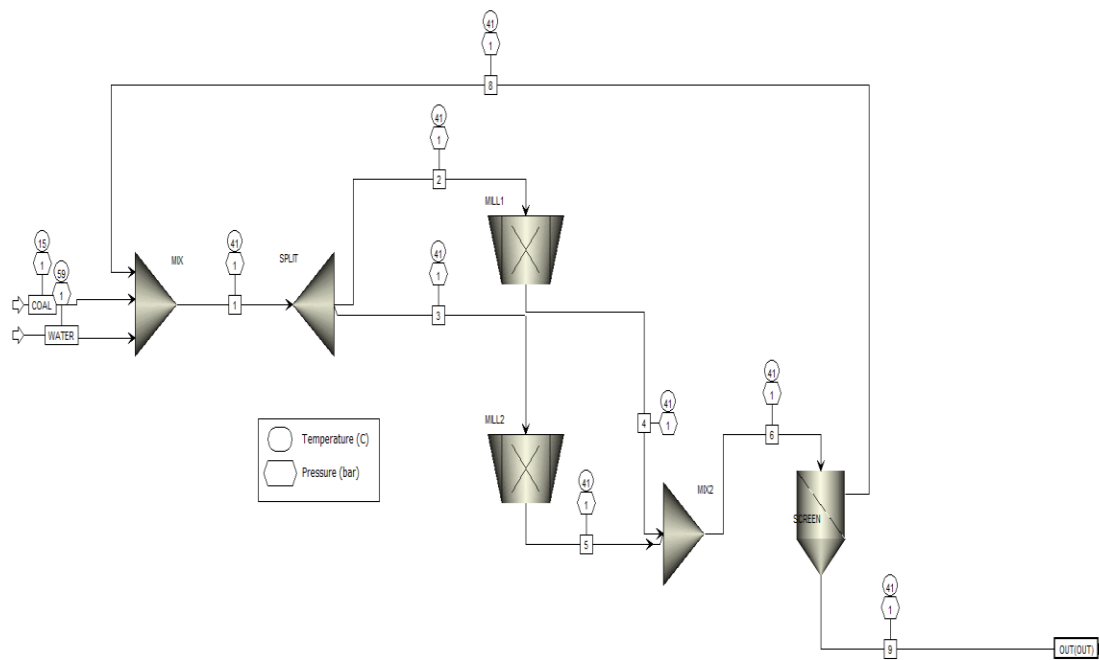 41
1
8
41
1
2
MILL1
15
1
59
1
COAL
WATER
MIX
41
1
1
SPLIT
41
1
3
Temperature (C)
Pressure (bar)
MILL2
41
1
4
41
1
5
MIX2
41
1
6
SCREEN
41
1
9
OUT(OUT)